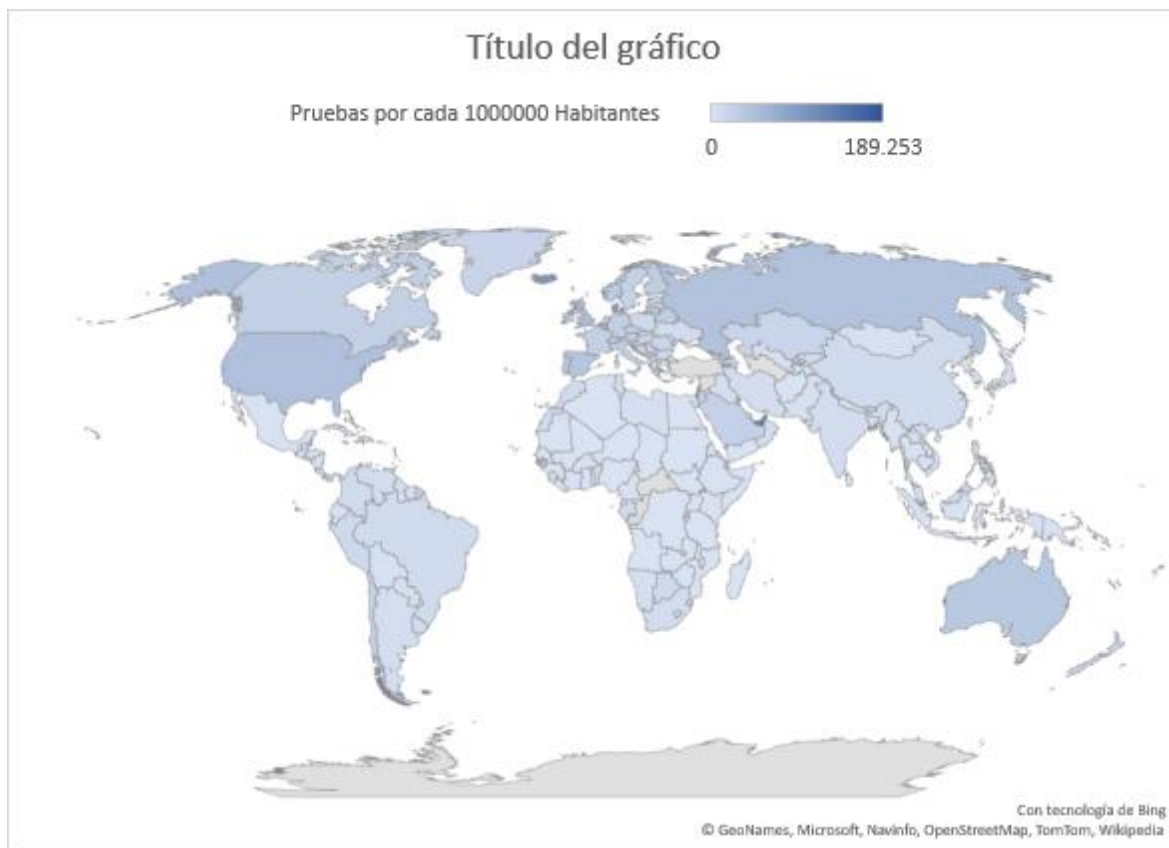 Título del gráfico
Pruebas por cada 1000000 Habitantes
0 189.253
Con tecnología de Bing
© GeoNames, Microsoft, Navinfo, OpenStreetMap, TomTom, Wikipedia